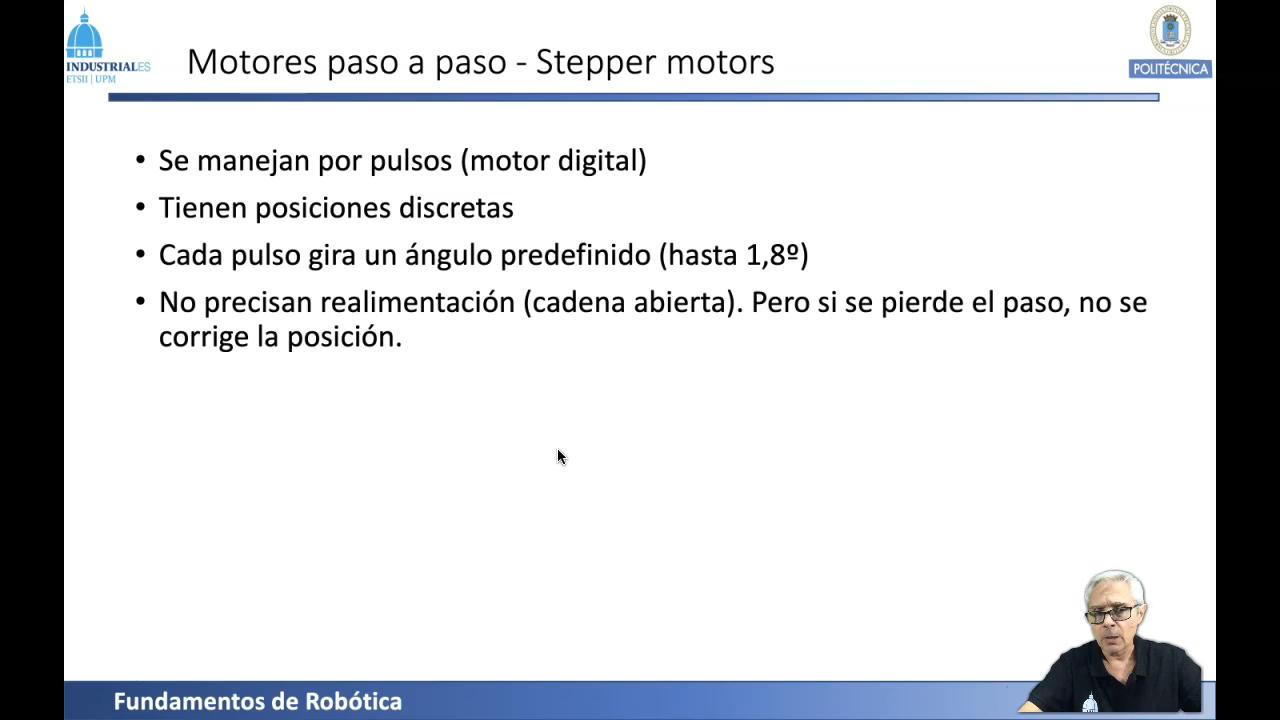 INDUSTRIALES
ETSII | UPM
Motores paso a paso - Stepper motors
POLITÉCNICA
• Se manejan por pulsos (motor digital)
• Tienen posiciones discretas
• Cada pulso gira un ángulo predefinido (hasta 1,8º)
• No precisan realimentación (cadena abierta). Pero si se pierde el paso, no se
corrige la posición.
Fundamentos de Robótica